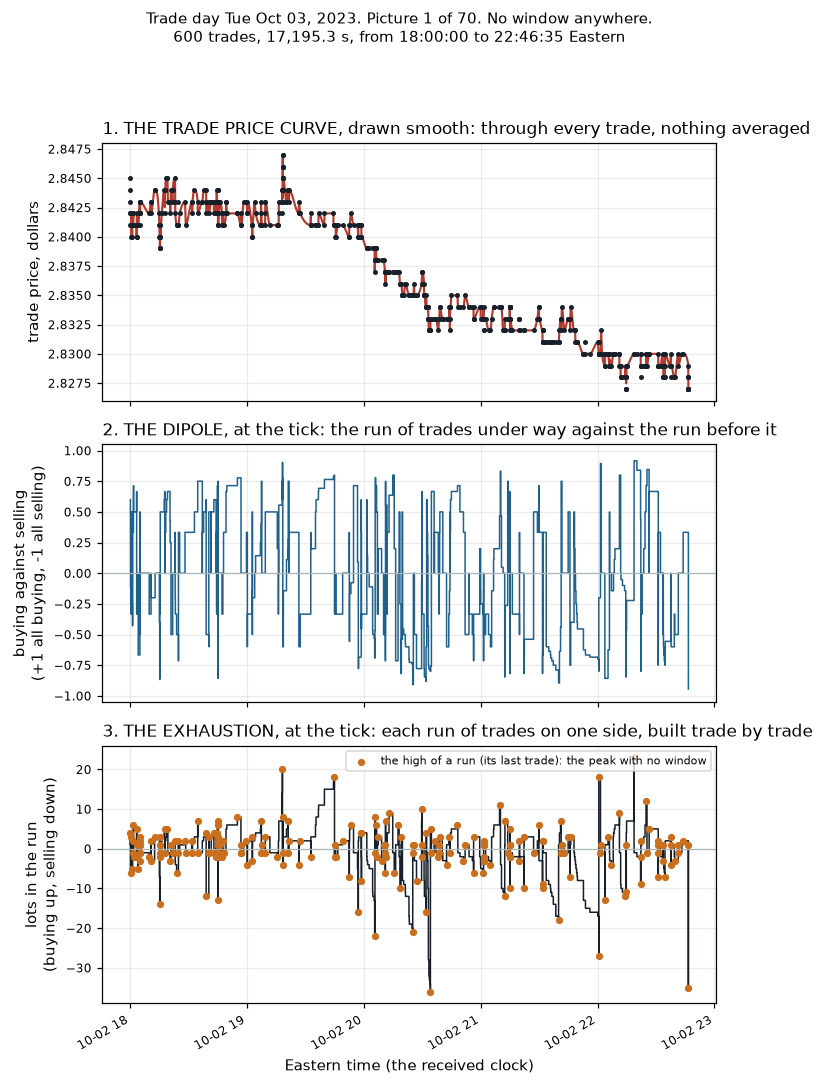 Trade day Tue Oct 03, 2023. Picture 1 of 70. No window anywhere.
600 trades, 17,195.3 s, from 18:00:00 to 22:46:35 Eastern
1. THE TRADE PRICE CURVE, drawn smooth: through every trade, nothing averaged
trade price, dollars
2.8475
2.8450
2.8425
2.8400
2.8375
2.8350
2.8325
2.8300
2.8275
2. THE DIPOLE, at the tick: the run of trades under way against the run before it
buying against selling
(+1 all buying, -1 all selling)
1.00
0.75
0.50
0.25
0.00
−0.25
−0.50
−0.75
−1.00
3. THE EXHAUSTION, at the tick: each run of trades on one side, built trade by trade
the high of a run (its last trade): the peak with no window
lots in the run
(buying up, selling down)
20
10
0
−10
−20
−30
10-02 18
10-02 19
10-02 20
10-02 21
10-02 22
10-02 23
Eastern time (the received clock)